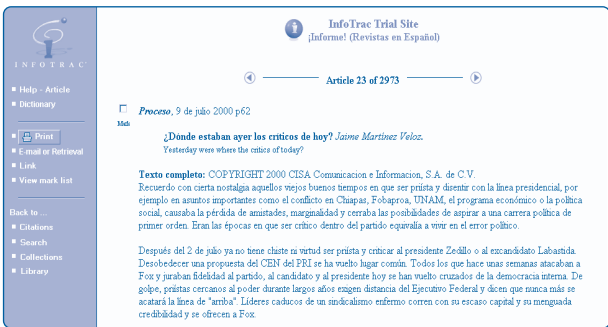 InfoTrac Trial Site
¡Informe! (Revistas en Español)
INFOTRAC
Help - Article
Dictionary
Print
E-mail or Retrieval
Link
View mark list
Back to ...
Citations
Search
Collections
Library
Article 23 of 2973
Mark
Proceso, 9 de julio 2000 p62
¿Dónde estaban ayer los críticos de hoy? Jaime Martínez Veloz.
Yesterday were where the critics of today?
Texto completo: COPYRIGHT 2000 CISA Comunicacion e Informacion, S.A. de C.V.
Recuerdo con cierta nostalgia aquellos viejos buenos tiempos en que ser priísta y disentir con la línea presidencial, por
ejemplo en asuntos importantes como el conflicto en Chiapas, Fobaproa, UNAM, el programa económico o la política
social, causaba la pérdida de amistades, marginalidad y cerraba las posibilidades de aspirar a una carrera política de
primer orden. Eran las épocas en que ser crítico dentro del partido equivalía a vivir en el error político.
Después del 2 de julio ya no tiene chiste ni virtud ser priísta y criticar al presidente Zedillo o al excandidato Labastida.
Desobedecer una propuesta del CEN del PRI se ha vuelto lugar común. Todos los que hace unas semanas atacaban a
Fox y juraban fidelidad al partido, al candidato y al presidente hoy se han vuelto cruzados de la democracia interna. De
golpe, priístas cercanos al poder durante largos años exigen distancia del Ejecutivo Federal y dicen que nunca más se
acatará la línea de "arriba". Líderes caducos de un sindicalismo enfermo corren con su escaso capital y su menguada
credibilidad y se ofrecen a Fox.